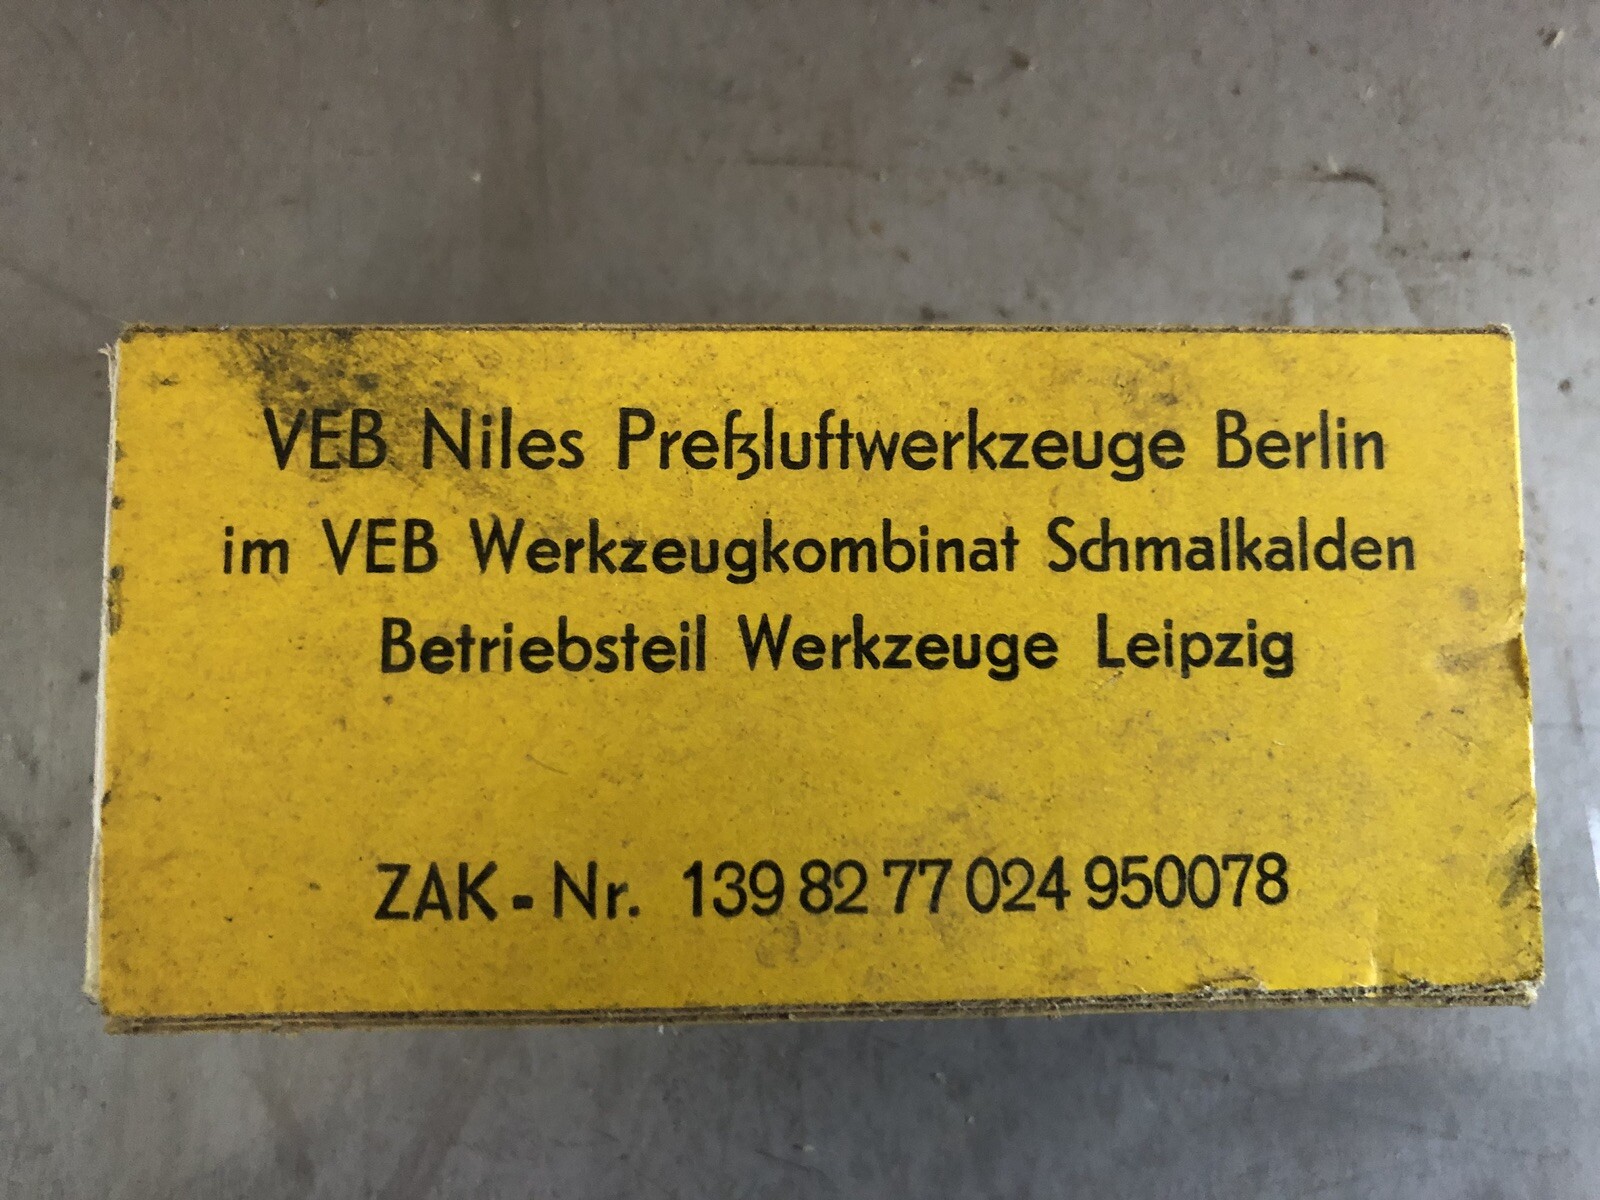 VEB Niles Preßluftwerkzeuge Berlin
im VEB Werkzeugkombinat Schmalkalden
Betriebsteil Werkzeuge Leipzig
ZAK - Nr. 139 82 77 024 950078